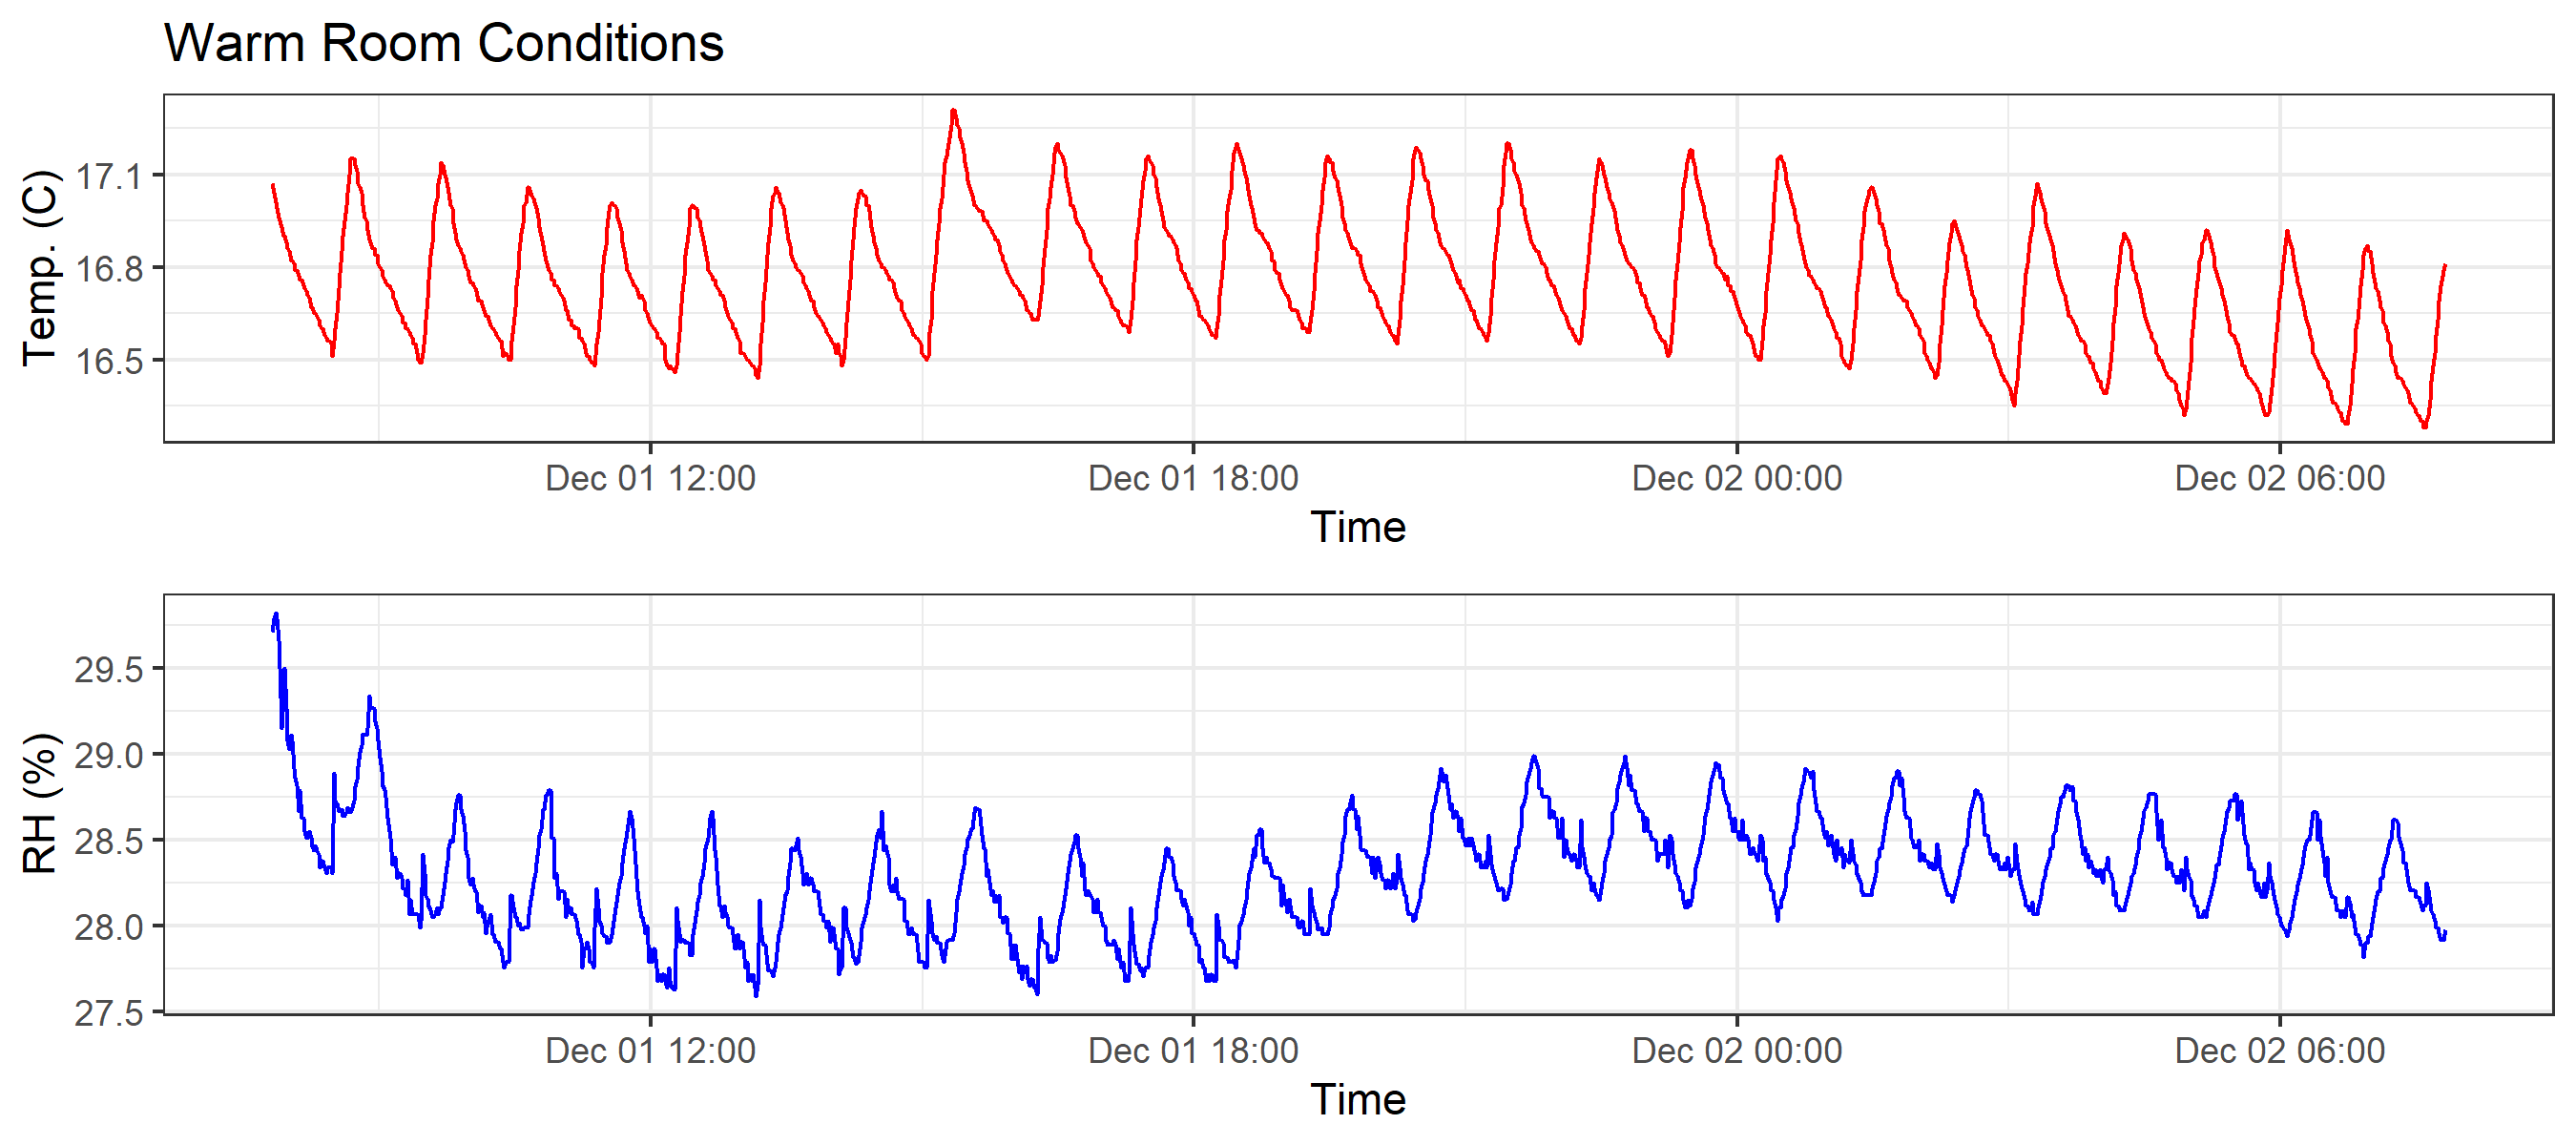 Warm Room Conditions
Temp. (C)
17.1
16.8
16.5
Dec 01 12:00 Dec 01 18:00 Dec 02 00:00 Dec 02 06:00
Time
RH (%)
29.5
29.0
28.5
28.0
27.5
Dec 01 12:00 Dec 01 18:00 Dec 02 00:00 Dec 02 06:00
Time